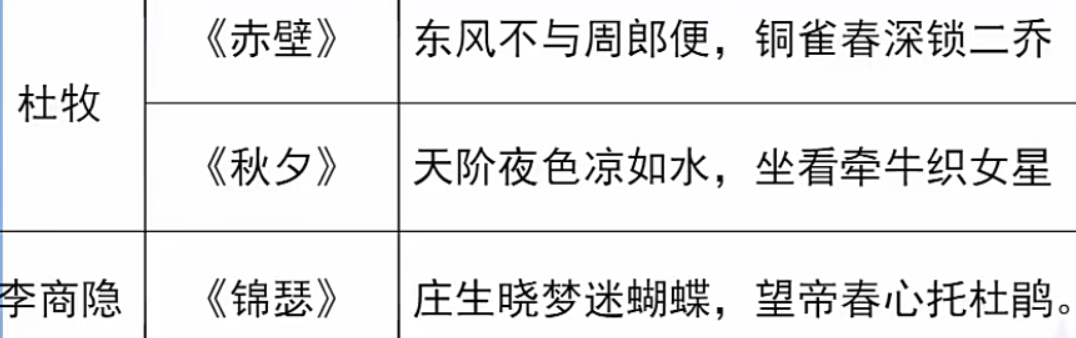 杜牧
《赤壁》
东风不与周郎便，铜雀春深锁二乔
《秋夕》
天阶夜色凉如水，坐看牵牛织女星
李商隐
《锦瑟》
庄生晓梦迷蝴蝶，望帝春心托杜鹃。